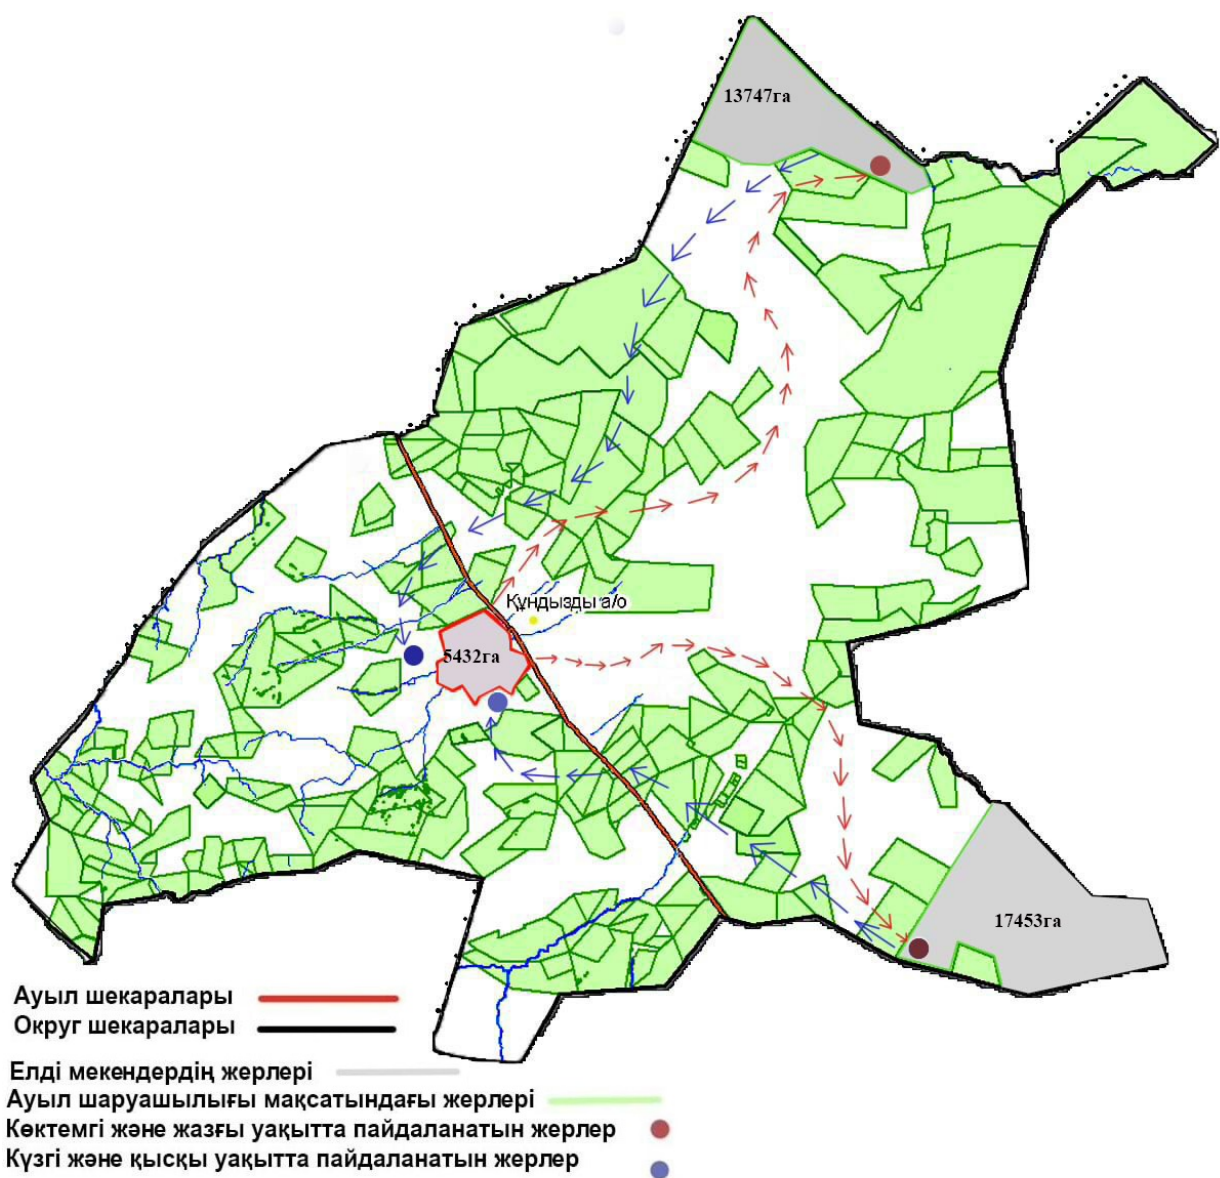 13747га
Құндызды а/о
5432га
17453га
Ауыл шекаралары
Округ шекаралары
Елді мекендердің жерлері
Ауыл шаруашылығы мақсатындағы жерлері
Көктемгі және жазғы уақытта пайдаланатын жерлер
Күзгі және қысқы уақытта пайдаланатын жерлер